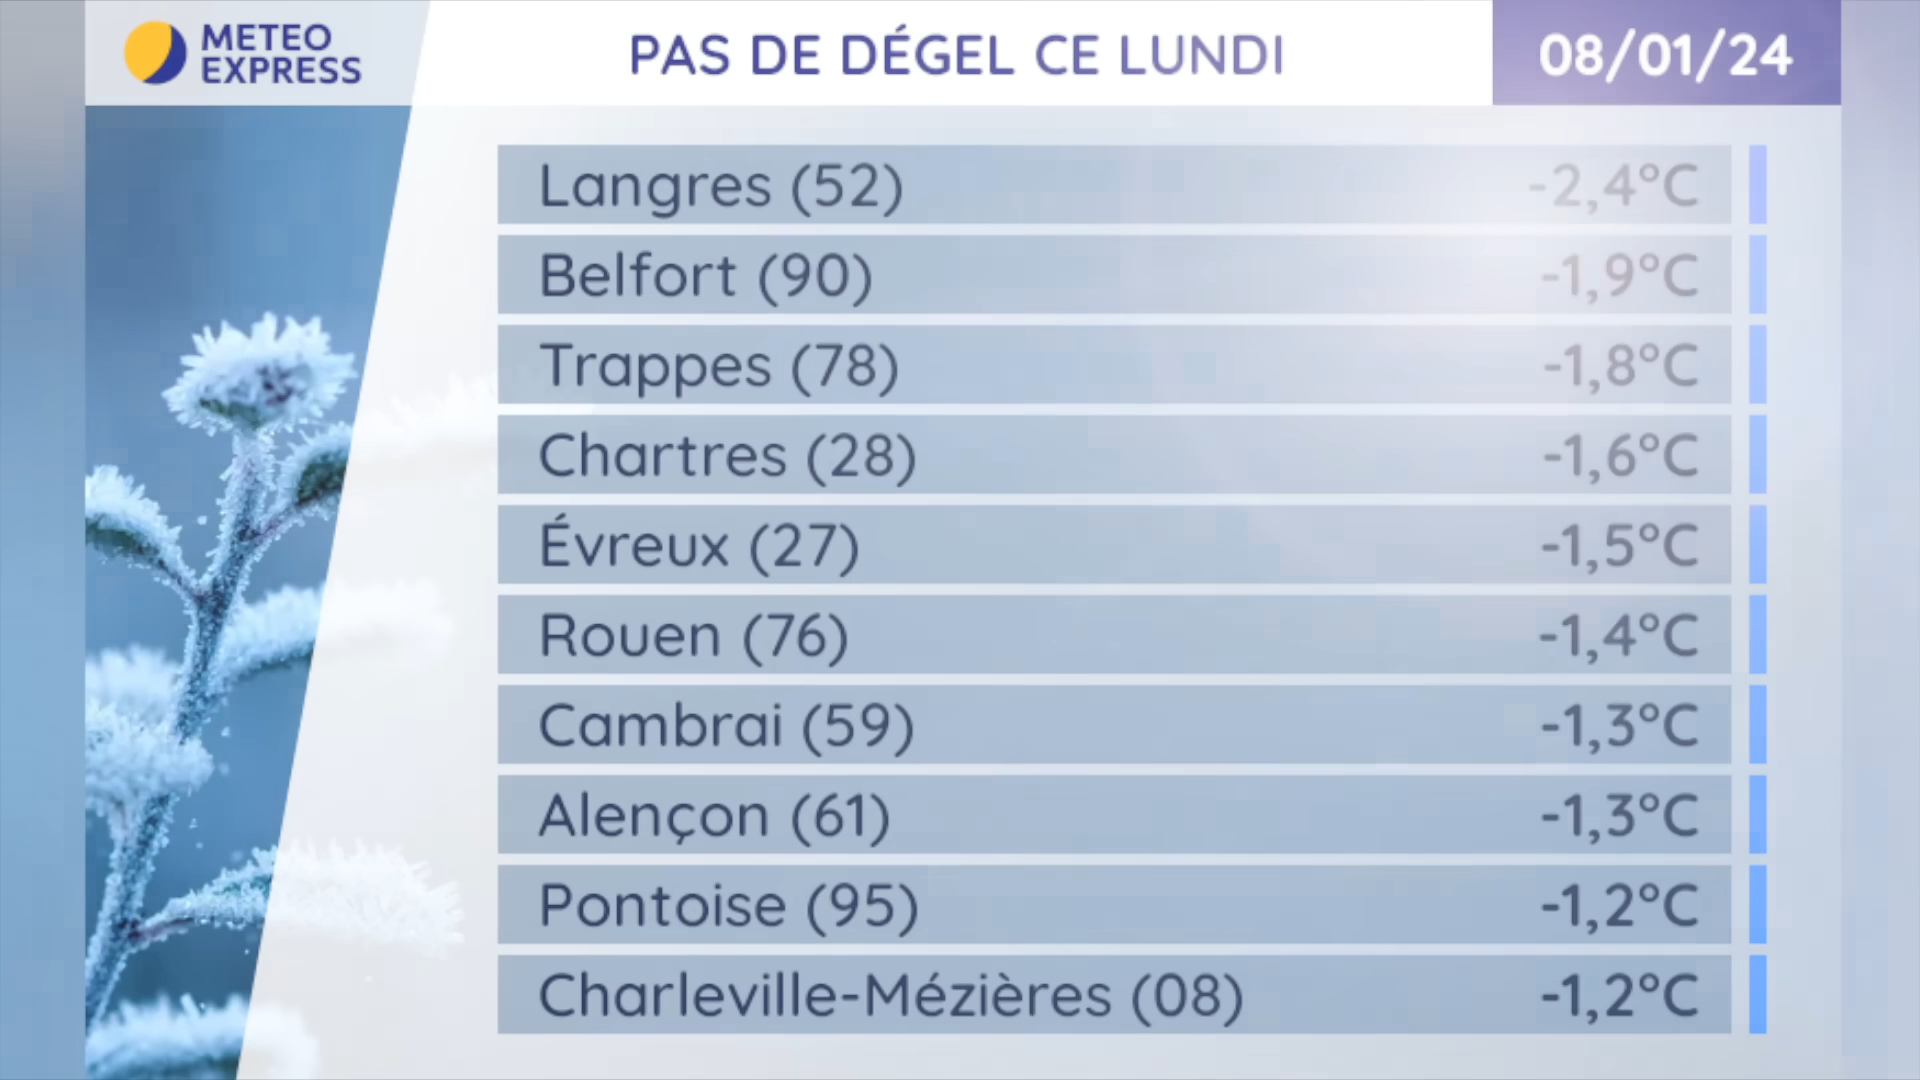 METEO
EXPRESS
PAS DE DÉGEL CE LUNDI
08/01/24
Langres (52) -2,4°C
Belfort (90) -1,9°C
Trappes (78) -1,8°C
Chartres (28) -1,6°C
Évreux (27) -1,5°C
Rouen (76) -1,4°C
Cambrai (59) -1,3°C
Alençon (61) -1,3°C
Pontoise (95) -1,2°C
Charleville-Mézières (08) -1,2°C